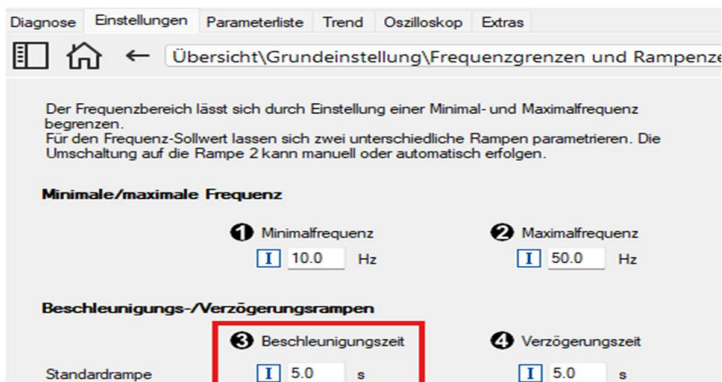 Diagnose Einstellungen Parameterliste Trend Oszilloskop Extras
Übersicht\Grundeinstellung\Frequenzgrenzen und Rampenze
Der Frequenzbereich lässt sich durch Einstellung einer Minimal- und Maximalfrequenz
begrenzen.
Für den Frequenz-Sollwert lassen sich zwei unterschiedliche Rampen parametrieren. Die
Umschaltung auf die Rampe 2 kann manuell oder automatisch erfolgen.
Minimale/maximale Frequenz
1 Minimalfrequenz 2 Maximalfrequenz
I 10.0 Hz I 50.0 Hz
Beschleunigungs-/Verzögerungsrampen
3 Beschleunigungszeit 4 Verzögerungszeit
Standardrampe I 5.0 s I 5.0 s